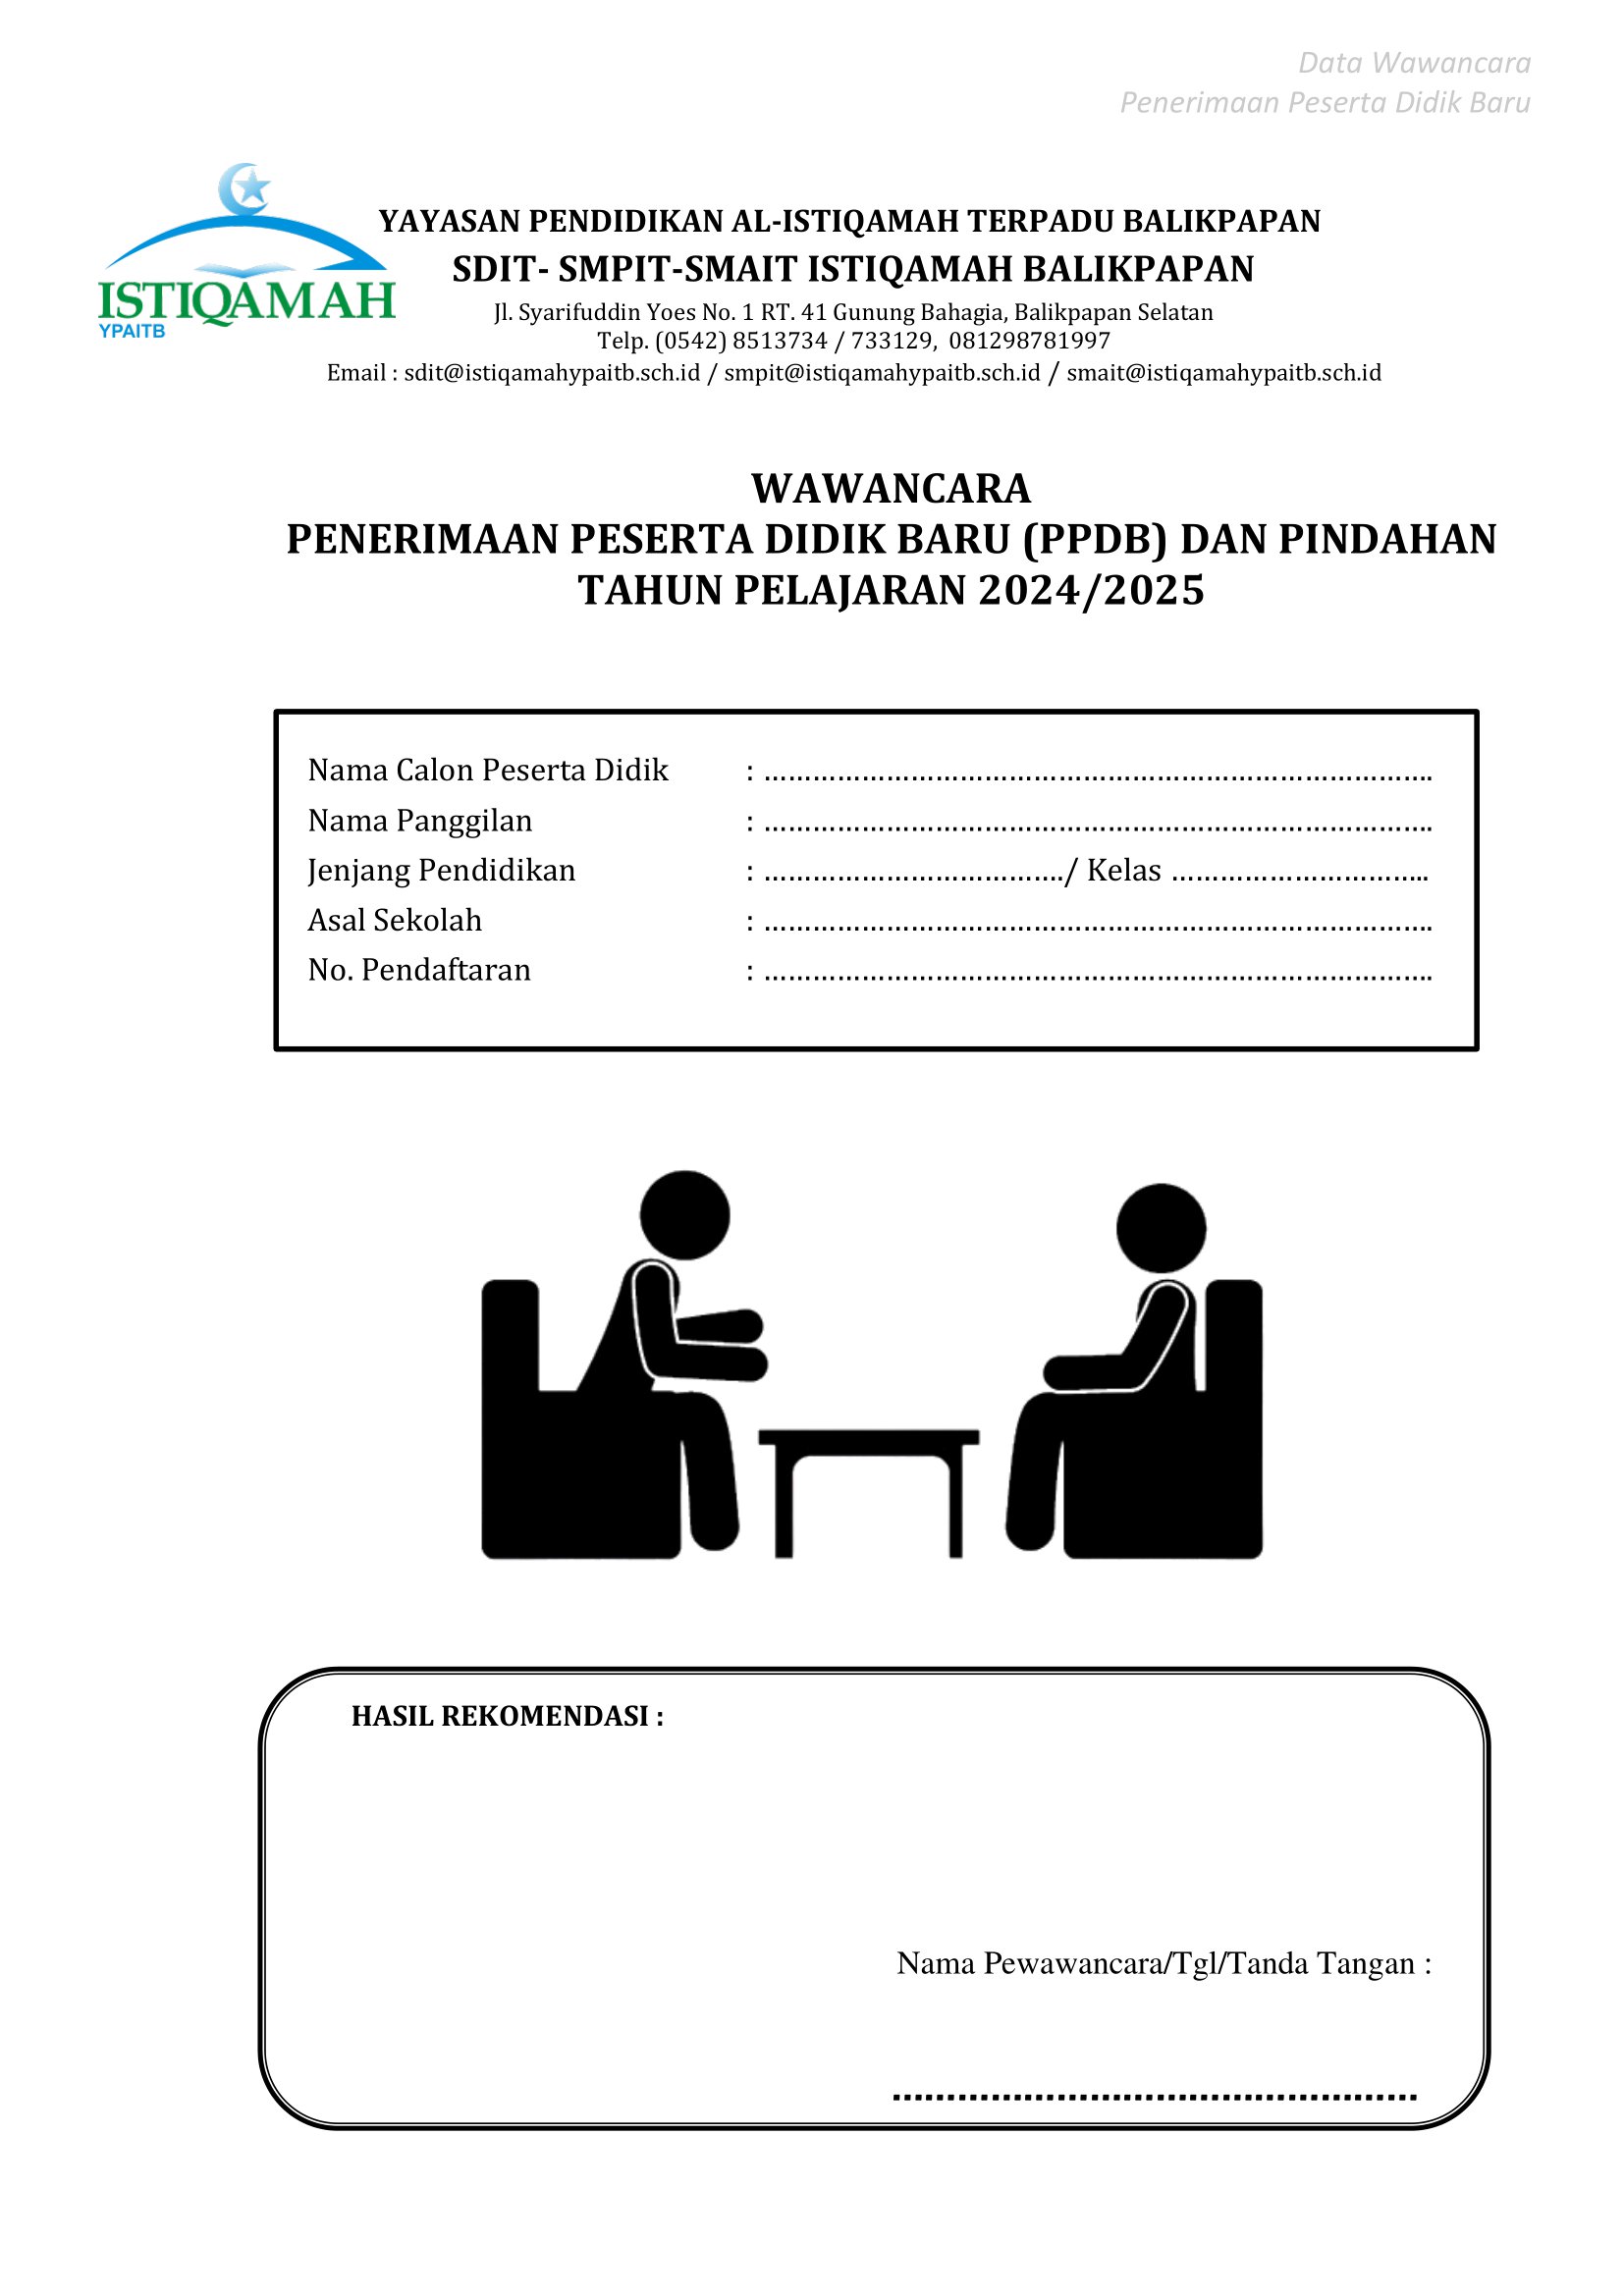 Data Wawancara
Penerimaan Peserta Didik Baru
ISTIQAMAH
YPAITB
YAYASAN PENDIDIKAN AL-ISTIQAMAH TERPADU BALIKPAPAN
SDIT- SMPIT-SMAIT ISTIQAMAH BALIKPAPAN
Jl. Syarifuddin Yoes No. 1 RT. 41 Gunung Bahagia, Balikpapan Selatan
Telp. (0542) 8513734 / 733129, 081298781997
Email : sdit@istiqamahypaitb.sch.id / smpit@istiqamahypaitb.sch.id / smait@istiqamahypaitb.sch.id
WAWANCARA
PENERIMAAN PESERTA DIDIK BARU (PPDB) DAN PINDAHAN
TAHUN PELAJARAN 2024/2025
Nama Calon Peserta Didik : ……………………………………………………………………….
Nama Panggilan : ……………………………………………………………………….
Jenjang Pendidikan : ………………………………./ Kelas …………………………..
Asal Sekolah : ……………………………………………………………………….
No. Pendaftaran : ……………………………………………………………………….
HASIL REKOMENDASI :
Nama Pewawancara/Tgl/Tanda Tangan :
................................................